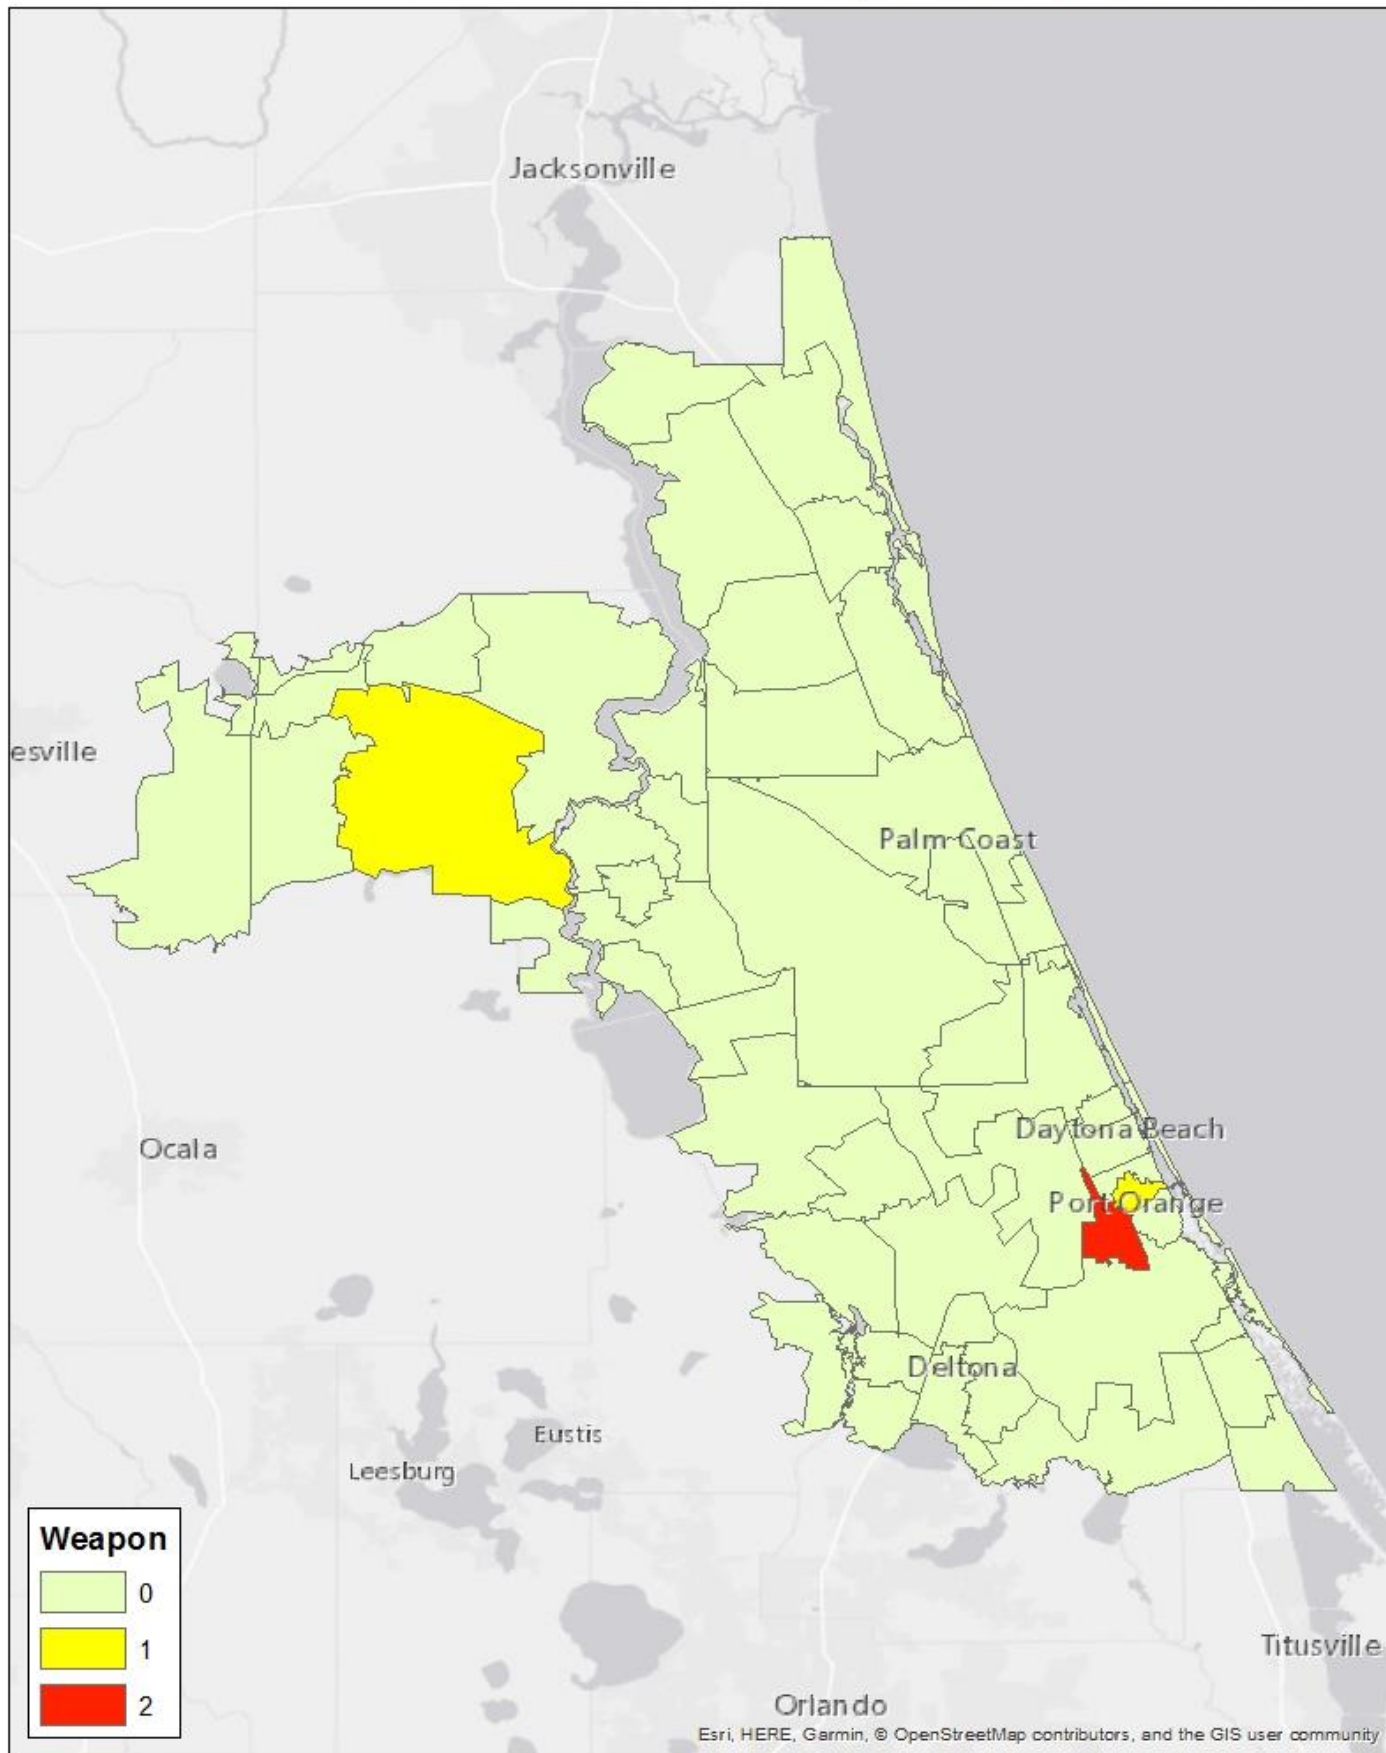 Jacksonville
esville
Palm Coast
Daytona Beach
Ocala
Port Orange
Deltona
Eustis
Leesburg
Weapon
0
1
2
Titusville
Orlando
Esri, HERE, Garmin, © OpenStreetMap contributors, and the GIS user community